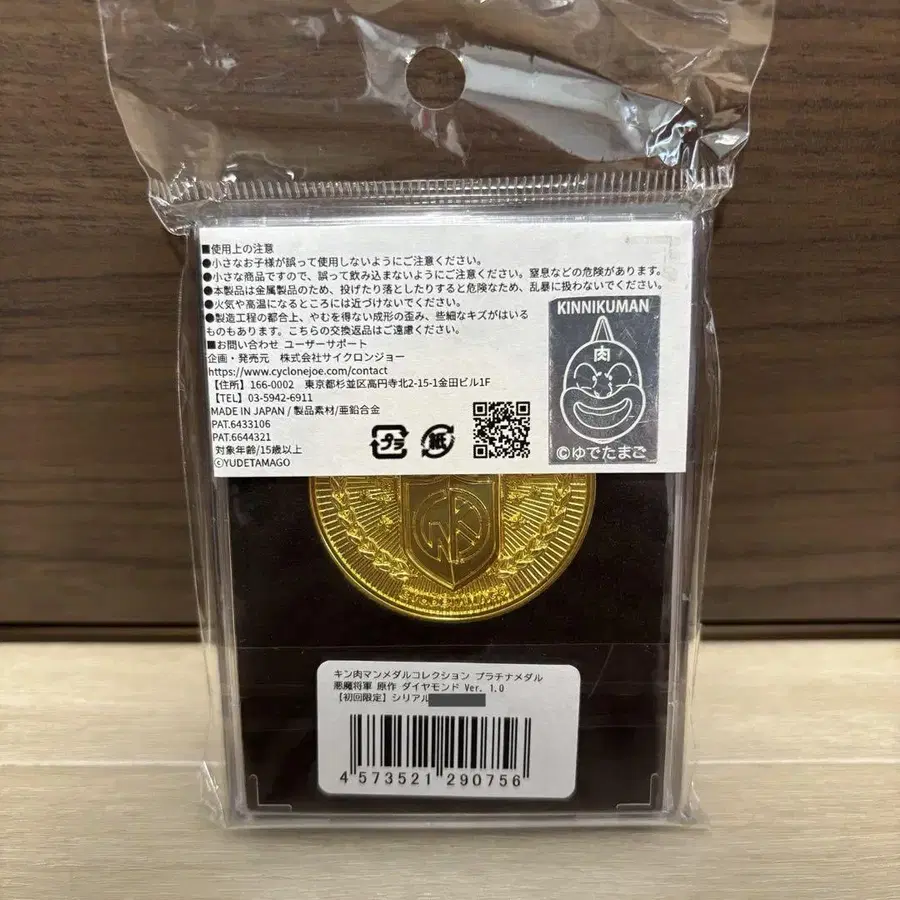 ■使用上の注意
●小さなお子様が誤って使用しないようにご注意ください。
●小さな商品ですので、誤って飲み込まないようにご注意ください。窒息などの危険があります。
●本製品は金属製品のため、投げたり落としたりすると危険なため、乱暴に扱わないでください。
●火気や高温になるところには近づけないでください。
●製造工程の都合上、やむを得ない成形の歪み、些細なキズがはいる
ものもあります。こちらの交換返品はご遠慮ください。
■お問い合わせ ユーザーサポート
企画・発売元　株式会社サイクロンジョー
https://www.cyclonejoe.com/contact
【住所】166-0002　東京都杉並区高円寺北2-15-1金田ビル1F
【TEL】03-5942-6911
MADE IN JAPAN / 製品素材/亜鉛合金
PAT.6433106
PAT.6644321
対象年齢/15歳以上
©YUDETAMAGO
プラ
紙
KINNIKUMAN
肉
©ゆでたまご
キン肉マンメダルコレクション プラチナメダル
悪魔将軍 原作 ダイヤモンド Ver. 1.0
【初回限定】シリアル
4 573521 290756